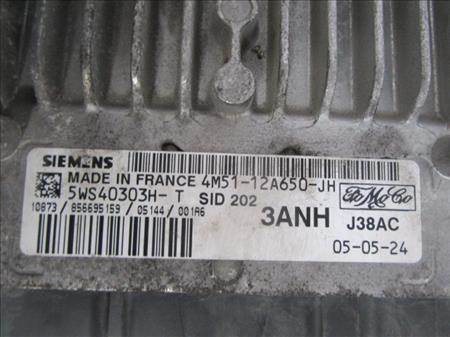 SIEMENS
MADE IN FRANCE 4M51-12A650-JH
5WS40303H- T SID 202
10873 / 856695159 / 05144 / 001A6
3ANH J38AC
FoMoCo
05-05-24